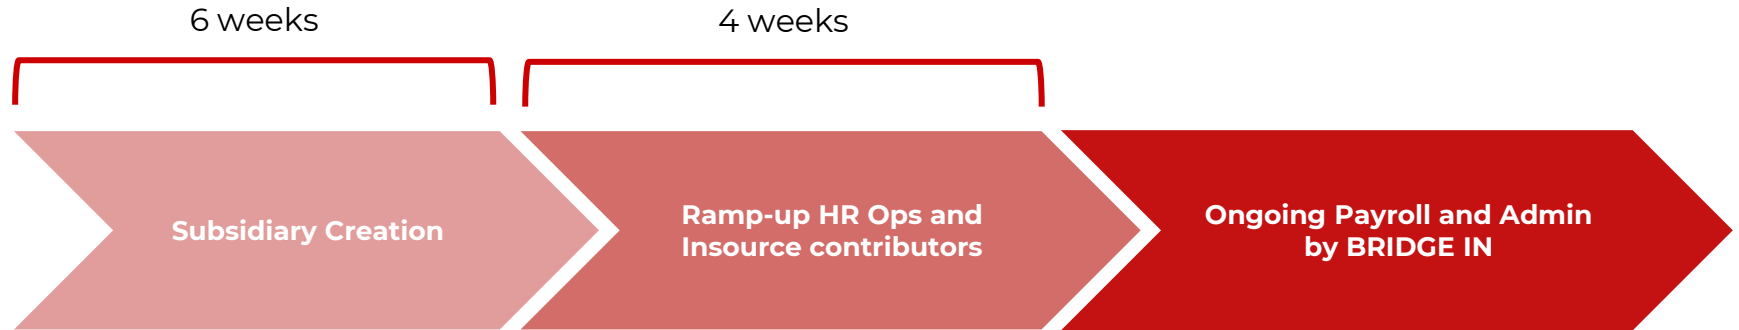 6 weeks
4 weeks
Subsidiary Creation
Ramp-up HR Ops and
Insource contributors
Ongoing Payroll and Admin
by BRIDGE IN